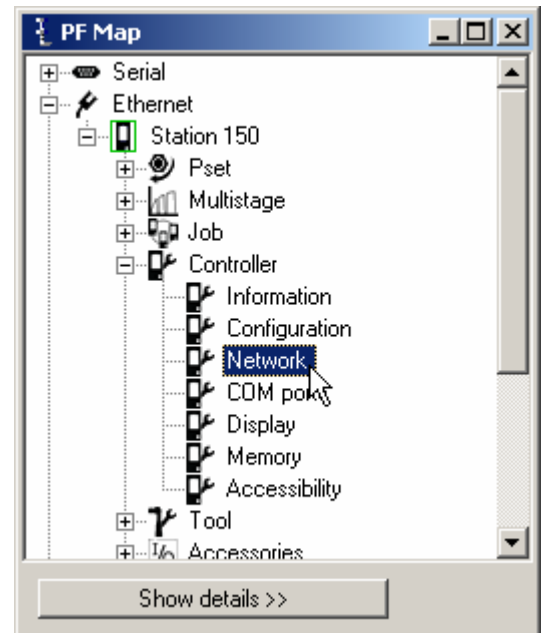 PF Map
Serial
Ethernet
Station 150
Pset
Multistage
Job
Controller
Information
Configuration
Network
COM port
Display
Memory
Accessibility
Tool
I/o Accessories
Show details >>